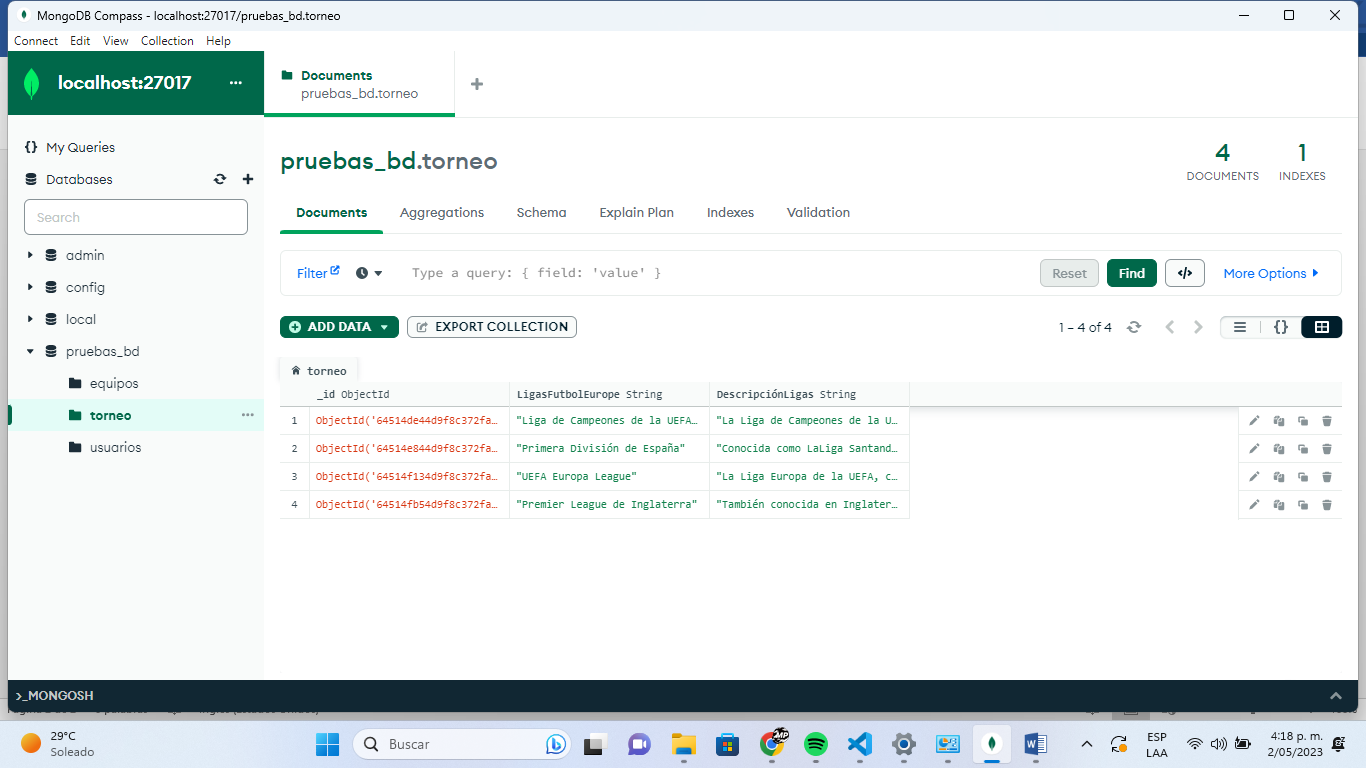 MongoDB Compass - localhost:27017/pruebas_bd.torneo
Connect Edit View Collection Help
localhost:27017 ...
Documents
pruebas_bd.torneo
My Queries
Databases
Search
admin
config
local
pruebas_bd
equipos
torneo
usuarios
pruebas_bd.torneo
4
DOCUMENTS
1
INDEXES
Documents Aggregations Schema Explain Plan Indexes Validation
Filter Type a query: { field: 'value' } Reset Find </> More Options
ADD DATA EXPORT COLLECTION 1 – 4 of 4 {}
torneo
_id ObjectId LigasFutbolEurope String DescripciónLigas String
1 ObjectId('64514de44d9f8c372fa… "Liga de Campeones de la UEFA… "La Liga de Campeones de la U…
2 ObjectId('64514e844d9f8c372fa… "Primera División de España" "Conocida como LaLiga Santand…
3 ObjectId('64514f134d9f8c372fa… "UEFA Europa League" "La Liga Europa de la UEFA, c…
4 ObjectId('64514fb54d9f8c372fa… "Premier League de Inglaterra" "También conocida en Inglater…
>_MONGOSH
29°C
Soleado
Buscar
MP
ESP
LAA
4:18 p. m.
2/05/2023